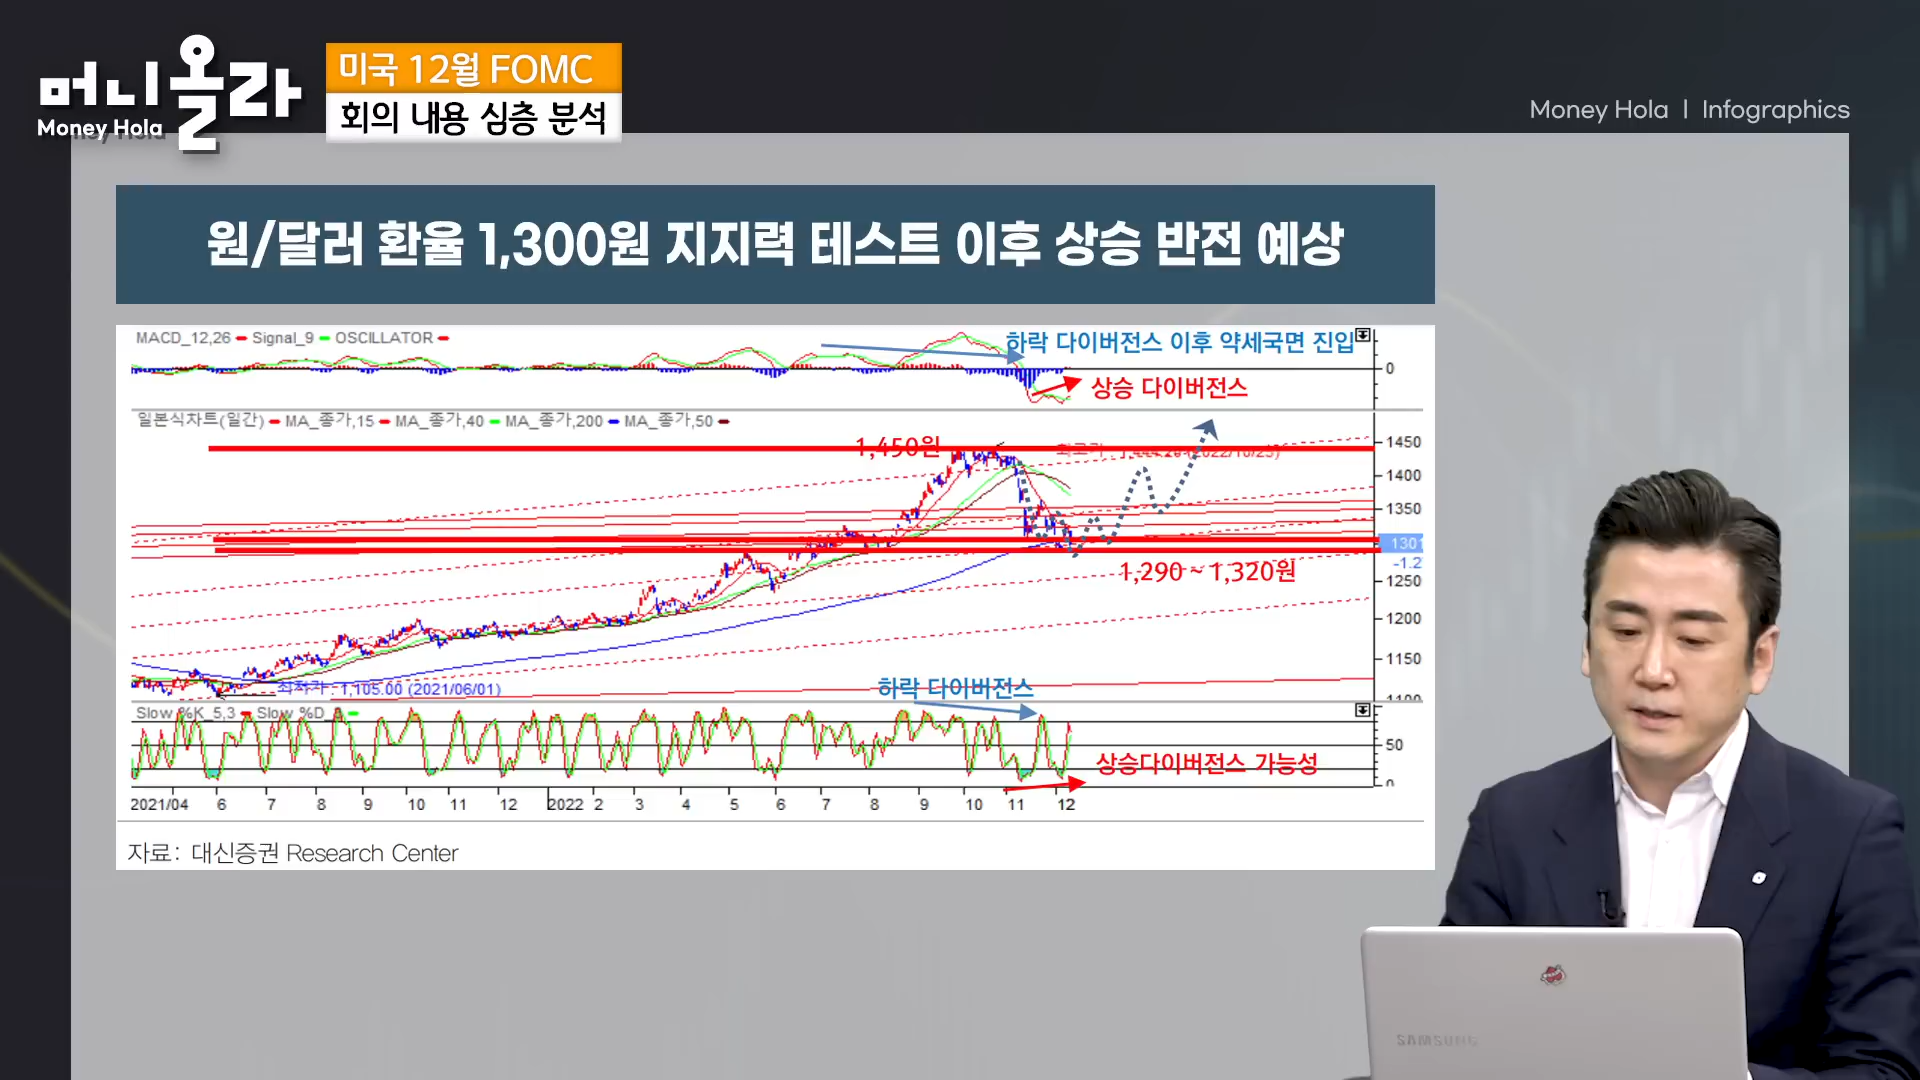 머니올라
Money Hola
미국 12월 FOMC
회의 내용 심층 분석
Money Hola | Infographics
원/달러 환율 1,300원 지지력 테스트 이후 상승 반전 예상
MACD_12,26 Signal_9 OSCILLATOR
하락 다이버전스 이후 약세국면 진입
0
상승 다이버전스
일본식차트(일간) MA_종가,15 MA_종가,40 MA_종가,200 MA_종가,50
1,450원
1450
1400
1350
1301
-1.2
1,290 ~ 1,320원
1250
1200
1150
1100
최저가 1,105.00 (2021/06/01)
하락 다이버전스
Slow %K_5,3 Slow %D_
50
상승다이버전스 가능성
0
2021/04 6 7 8 9 10 11 12 2022 2 3 4 5 6 7 8 9 10 11 12
자료: 대신증권 Research Center
SAMSUNG